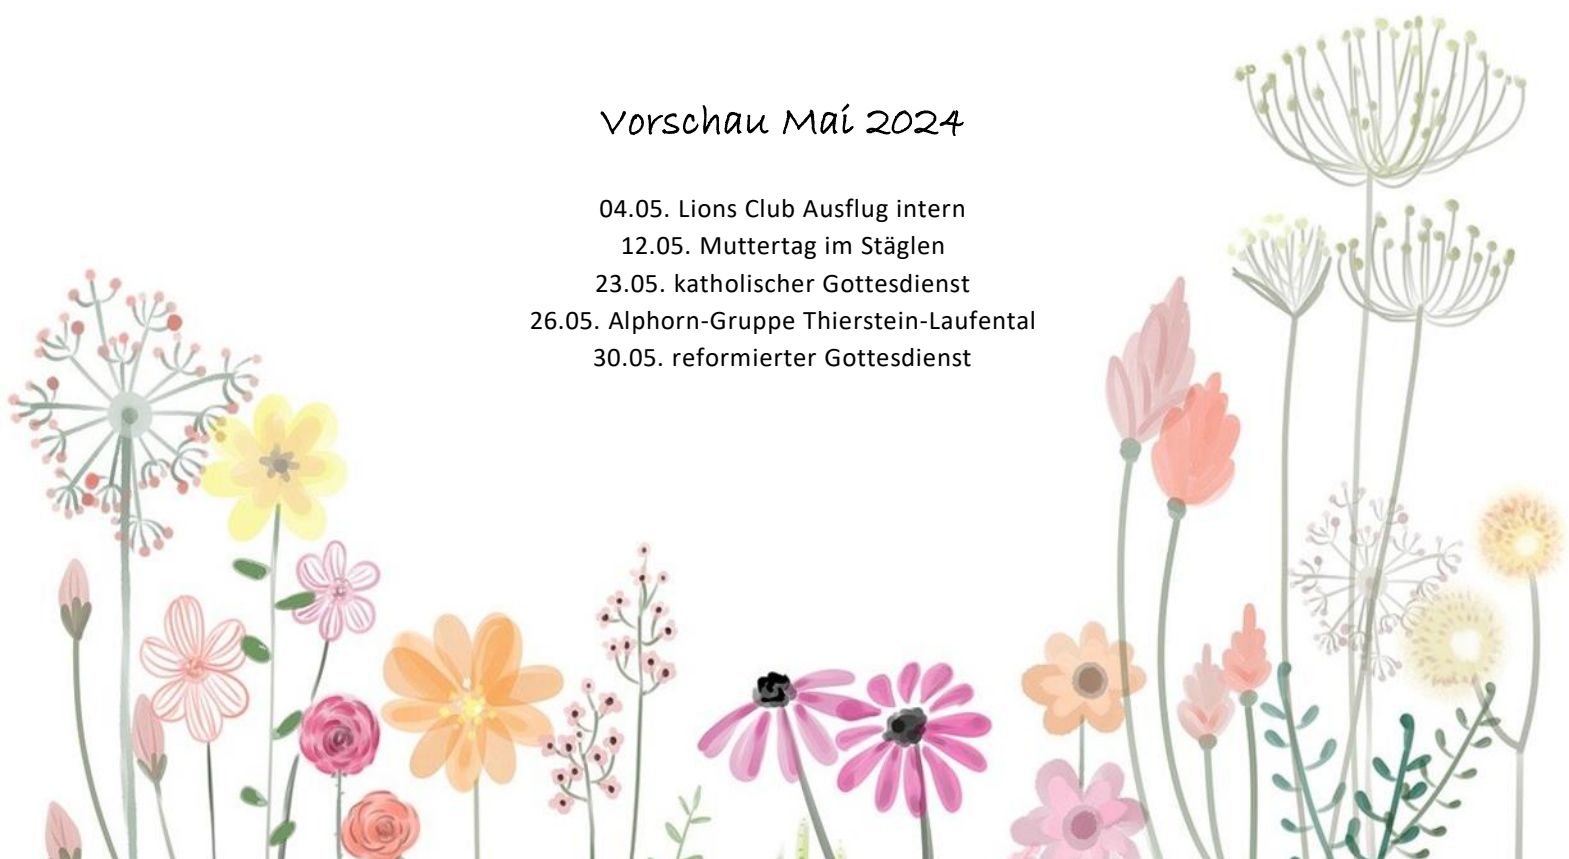 Vorschau Mai 2024
04.05. Lions Club Ausflug intern
12.05. Muttertag im Stäglen
23.05. katholischer Gottesdienst
26.05. Alphorn-Gruppe Thierstein-Laufental
30.05. reformierter Gottesdienst